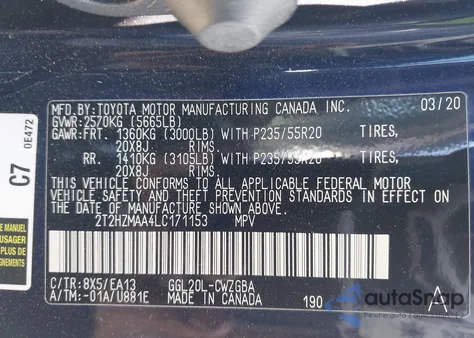 MFD.BY:TOYOTA MOTOR MANUFACTURING CANADA INC. 03/20
GVWR:2570KG (5665LB)
GAWR:FRT. 1360KG (3000LB) WITH P235/55R20 TIRES,
20X8J RIMS.
RR. 1410KG (3105LB) WITH P235/55R20 TIRES,
20X8J RIMS.
THIS VEHICLE CONFORMS TO ALL APPLICABLE FEDERAL MOTOR
VEHICLE SAFETY AND THEFT PREVENTION STANDARDS IN EFFECT ON
THE DATE OF MANUFACTURE SHOWN ABOVE.
2T2HZMAA4LC171153 MPV
C/TR:8X5/EA13 GGL20L-CWZGBA
A/TM:-01A/U881E MADE IN CANADA 190 A
C7
0E472
MANUAL
USAGER
autoSnap